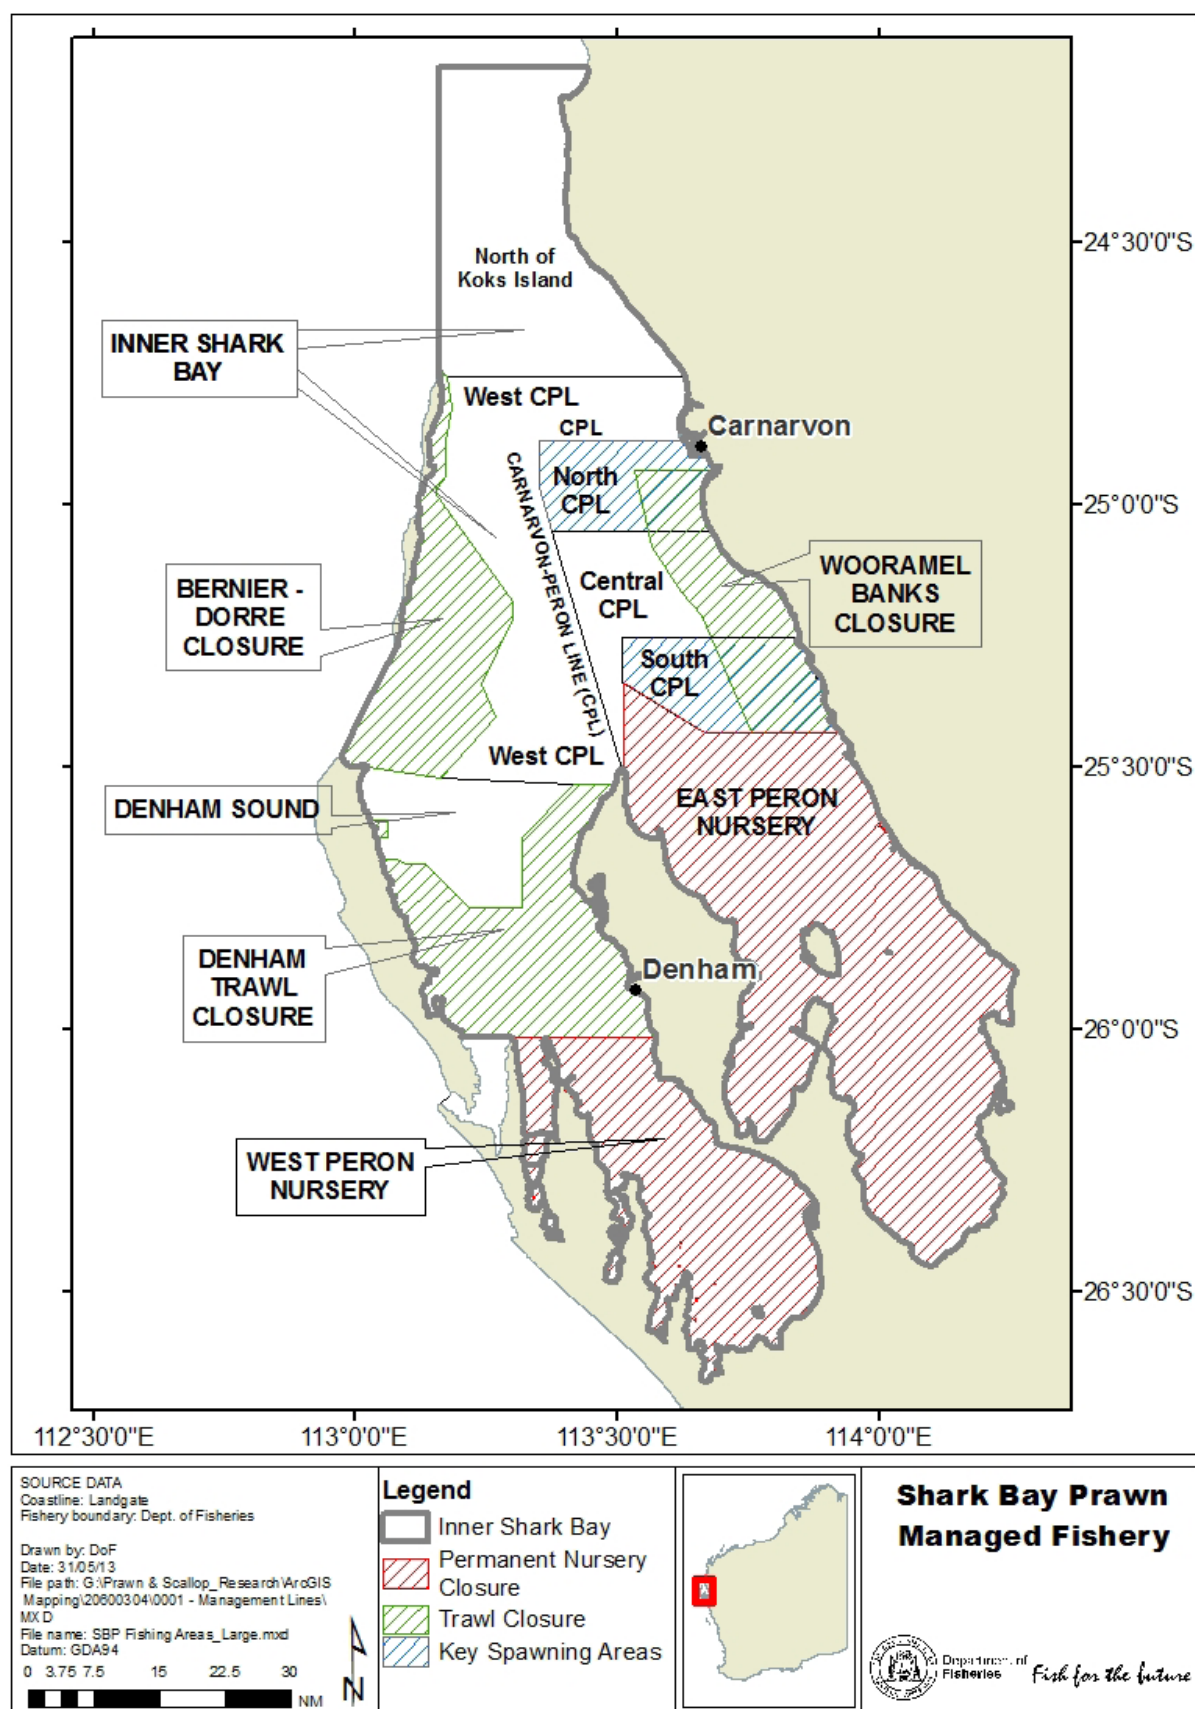 North of
Koks Island
24°30'0"S
INNER SHARK
BAY
West CPL
CPL
Carnarvon
North
CPL
CARNARVON-PERON LINE (CPL)
25°0'0"S
WOORAMEL
BANKS
CLOSURE
Central
CPL
BERNIER -
DORRE
CLOSURE
South
CPL
West CPL
25°30'0"S
DENHAM SOUND
EAST PERON
NURSERY
DENHAM
TRAWL
CLOSURE
Denham
26°0'0"S
WEST PERON
NURSERY
26°30'0"S
112°30'0"E
113°0'0"E
113°30'0"E
114°0'0"E
SOURCE DATA
Coastline: Landgate
Fishery boundary: Dept. of Fisheries
Drawn by: DoF
Date: 31/05/13
File path: G:\Prawn & Scallop_Research\ArcGIS
Mapping\20600304\0001 - Management Lines\
MXD
File name: SBP Fishing Areas_Large.mxd
Datum: GDA94
0 3.75 7.5 15 22.5 30
NM
N
Legend
Inner Shark Bay
Permanent Nursery
Closure
Trawl Closure
Key Spawning Areas
Shark Bay Prawn
Managed Fishery
Department of
Fisheries
Fish for the future